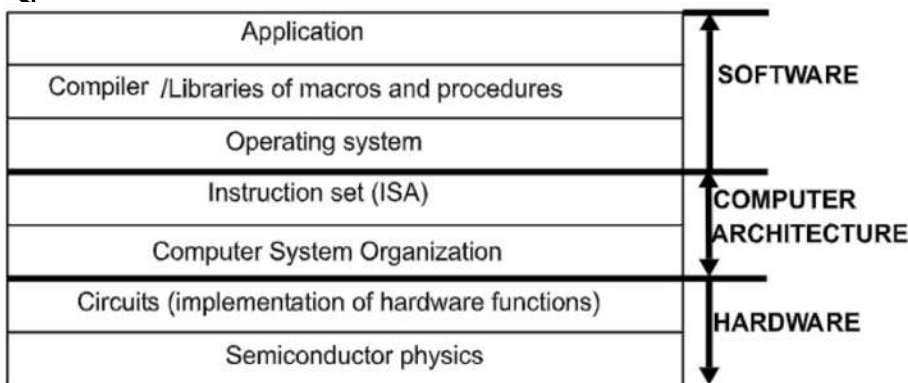 Application
Compiler /Libraries of macros and procedures
SOFTWARE
Operating system
Instruction set (ISA)
COMPUTER
ARCHITECTURE
Computer System Organization
Circuits (implementation of hardware functions)
HARDWARE
Semiconductor physics